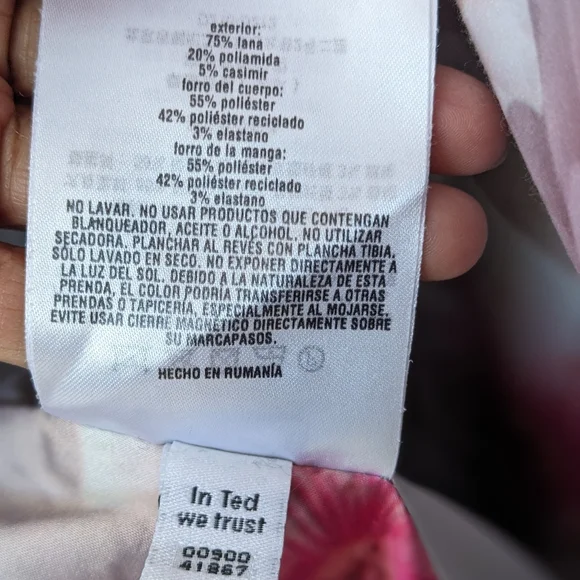 exterior:
75% lana
20% poliamida
5% casimir
forro del cuerpo:
55% poliéster
42% poliéster reciclado
3% elastano
forro de la manga:
55% poliéster
42% poliéster reciclado
3% elastano
NO LAVAR. NO USAR PRODUCTOS QUE CONTENGAN
BLANQUEADOR, ACEITE O ALCOHOL. NO UTILIZAR
SECADORA. PLANCHAR AL REVÉS CON PLANCHA TIBIA.
SÓLO LAVADO EN SECO. NO EXPONER DIRECTAMENTE A
LA LUZ DEL SOL. DEBIDO A LA NATURALEZA DE ESTA
PRENDA, EL COLOR PODRÍA TRANSFERIRSE A OTRAS
PRENDAS O TAPICERÍA, ESPECIALMENTE AL MOJARSE.
EVITE USAR CIERRE MAGNÉTICO DIRECTAMENTE SOBRE
SU MARCAPASOS.
HECHO EN RUMANÍA
In Ted
we trust
00900
41867